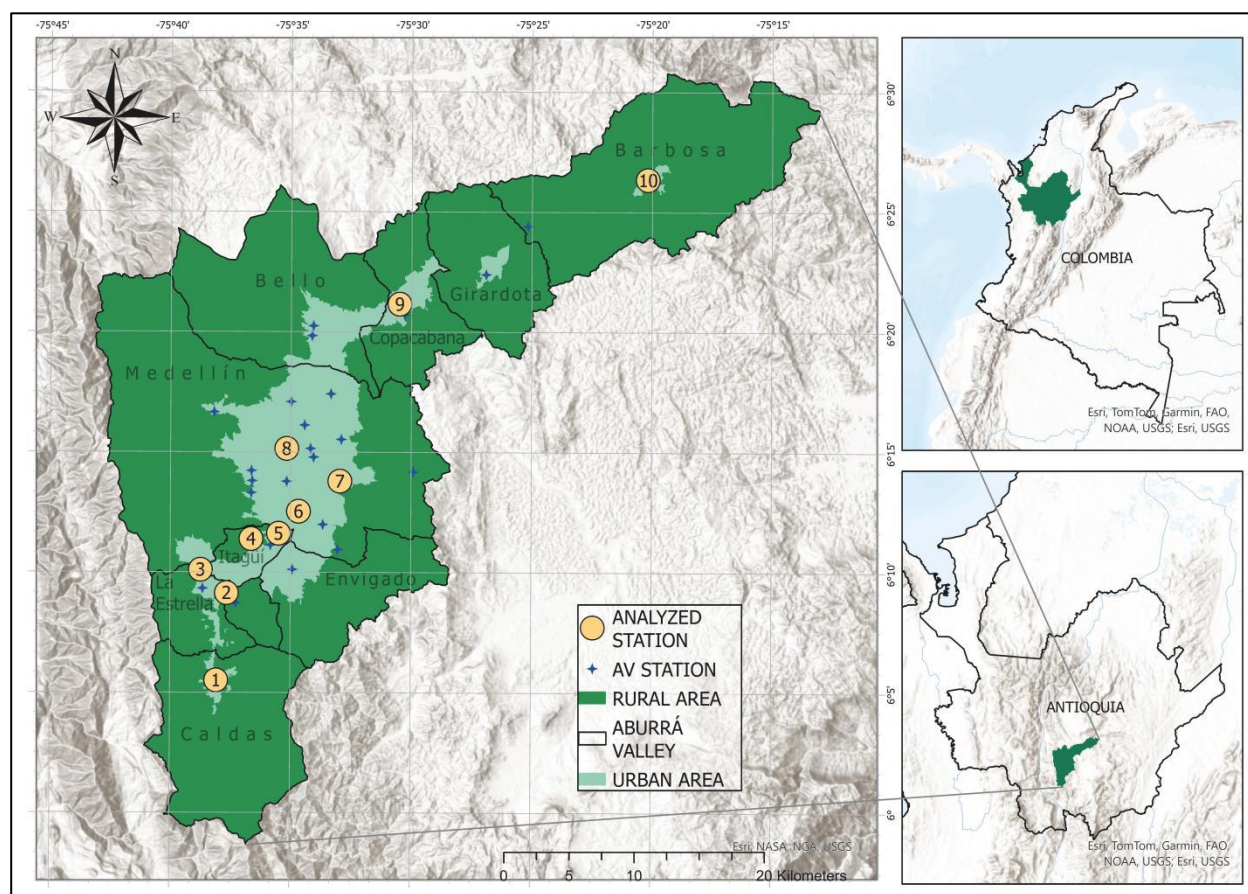 -75°45'
-75°40'
-75°35'
-75°30'
-75°25'
-75°20'
-75°15'
N
W
E
S
6°30'
6°25'
6°20'
6°15'
6°10'
6°5'
6°
Barbosa
10
Bello
Girardota
9
Copacabana
Medellín
8
7
6
5
4
Itagüí
3
La
Estrella
2
Envigado
1
Caldas
ANALYZED
STATION
AV STATION
RURAL AREA
ABURRÁ
VALLEY
URBAN AREA
Esri, NASA, NGA, USGS
0
5
10
20 Kilometers
COLOMBIA
Esri, TomTom, Garmin, FAO,
NOAA, USGS; Esri, USGS
ANTIOQUIA
Esri, TomTom, Garmin, FAO,
NOAA, USGS; Esri, USGS